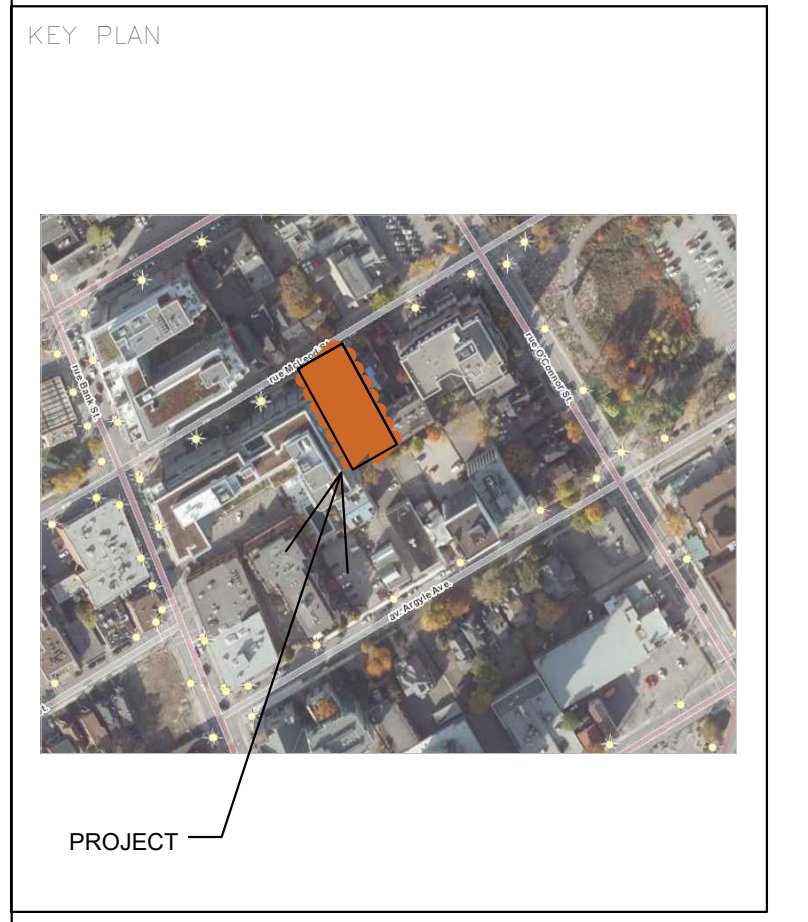 KEY PLAN
rue McLeod St.
rue Bank St.
rue O'Connor St.
av. Argyle Ave.
t.
PROJECT